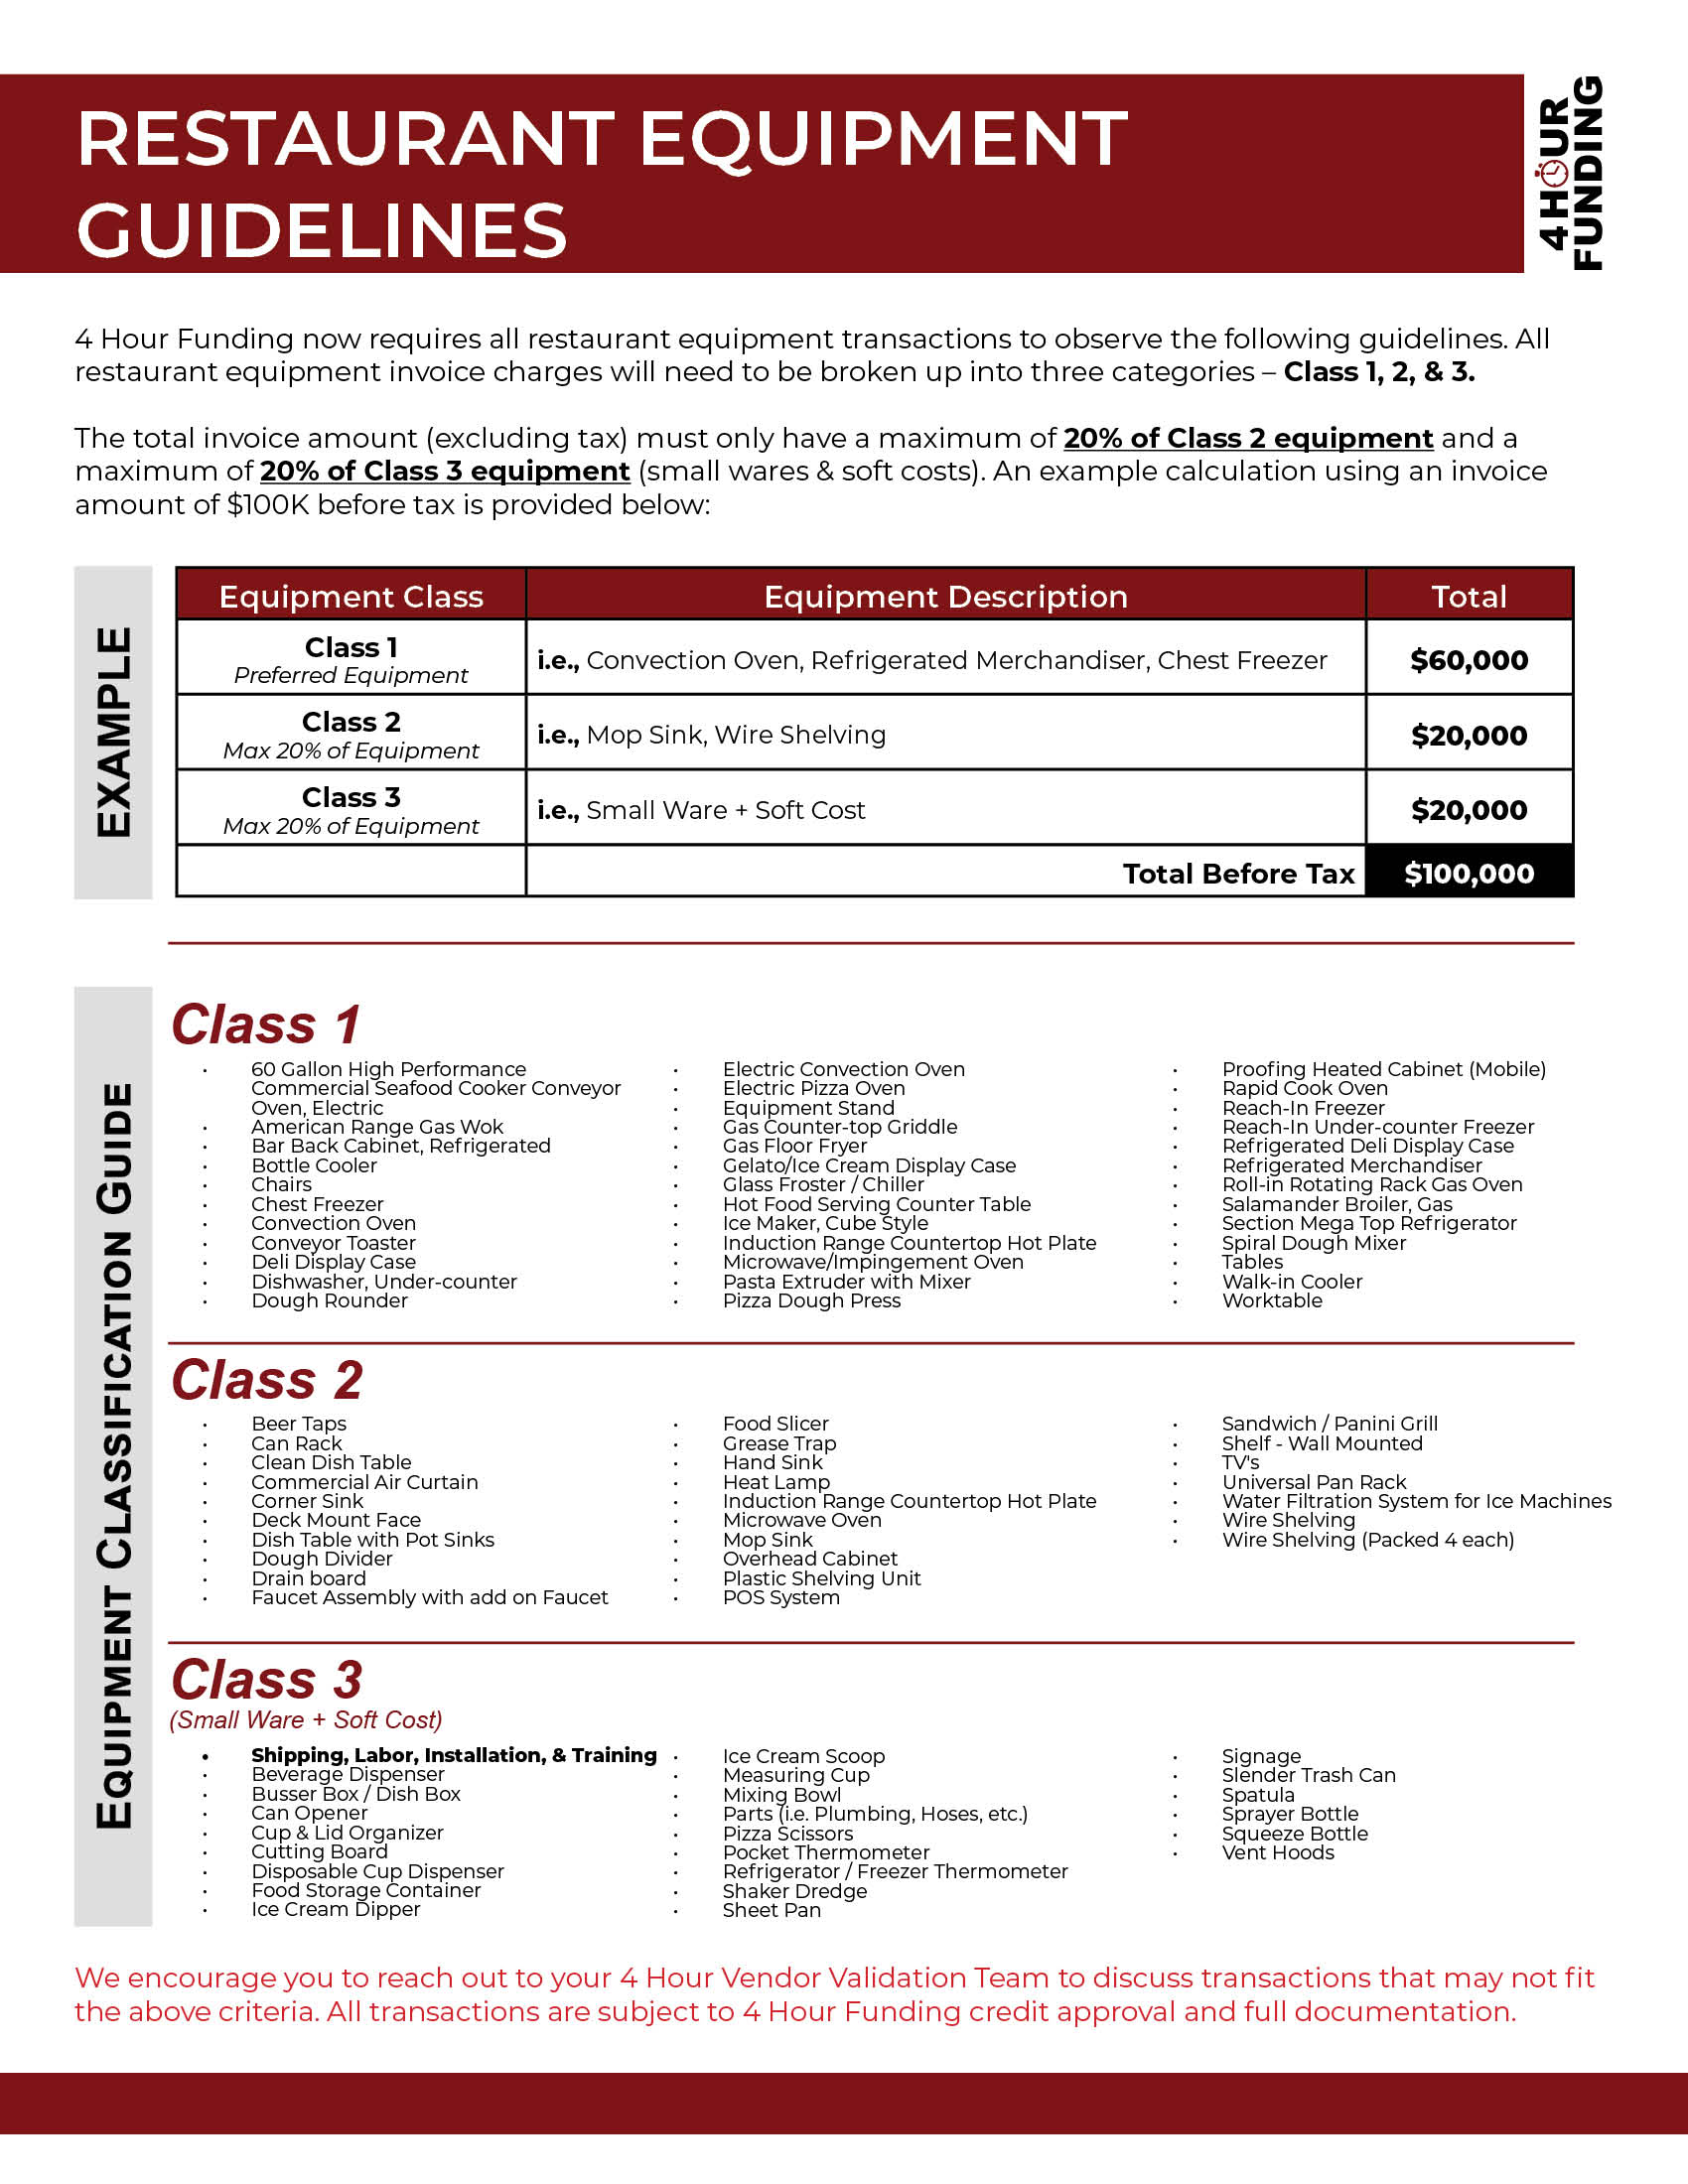 RESTAURANT EQUIPMENT
GUIDELINES
4 HOUR
FUNDING
4 Hour Funding now requires all restaurant equipment transactions to observe the following guidelines. All
restaurant equipment invoice charges will need to be broken up into three categories – Class 1, 2, & 3.
The total invoice amount (excluding tax) must only have a maximum of 20% of Class 2 equipment and a
maximum of 20% of Class 3 equipment (small wares & soft costs). An example calculation using an invoice
amount of $100K before tax is provided below:
EXAMPLE
Equipment Class Equipment Description Total
Class 1
Preferred Equipment
i.e., Convection Oven, Refrigerated Merchandiser, Chest Freezer $60,000
Class 2
Max 20% of Equipment
i.e., Mop Sink, Wire Shelving $20,000
Class 3
Max 20% of Equipment
i.e., Small Ware + Soft Cost $20,000
Total Before Tax $100,000
EQUIPMENT CLASSIFICATION GUIDE
Class 1
· 60 Gallon High Performance
Commercial Seafood Cooker Conveyor
Oven, Electric
· American Range Gas Wok
· Bar Back Cabinet, Refrigerated
· Bottle Cooler
· Chairs
· Chest Freezer
· Convection Oven
· Conveyor Toaster
· Deli Display Case
· Dishwasher, Under-counter
· Dough Rounder
· Electric Convection Oven
· Electric Pizza Oven
· Equipment Stand
· Gas Counter-top Griddle
· Gas Floor Fryer
· Gelato/Ice Cream Display Case
· Glass Froster / Chiller
· Hot Food Serving Counter Table
· Ice Maker, Cube Style
· Induction Range Countertop Hot Plate
· Microwave/Impingement Oven
· Pasta Extruder with Mixer
· Pizza Dough Press
· Proofing Heated Cabinet (Mobile)
· Rapid Cook Oven
· Reach-In Freezer
· Reach-In Under-counter Freezer
· Refrigerated Deli Display Case
· Refrigerated Merchandiser
· Roll-in Rotating Rack Gas Oven
· Salamander Broiler, Gas
· Section Mega Top Refrigerator
· Spiral Dough Mixer
· Tables
· Walk-in Cooler
· Worktable
Class 2
· Beer Taps
· Can Rack
· Clean Dish Table
· Commercial Air Curtain
· Corner Sink
· Deck Mount Face
· Dish Table with Pot Sinks
· Dough Divider
· Drain board
· Faucet Assembly with add on Faucet
· Food Slicer
· Grease Trap
· Hand Sink
· Heat Lamp
· Induction Range Countertop Hot Plate
· Microwave Oven
· Mop Sink
· Overhead Cabinet
· Plastic Shelving Unit
· POS System
· Sandwich / Panini Grill
· Shelf - Wall Mounted
· TV's
· Universal Pan Rack
· Water Filtration System for Ice Machines
· Wire Shelving
· Wire Shelving (Packed 4 each)
Class 3
(Small Ware + Soft Cost)
• Shipping, Labor, Installation, & Training
· Beverage Dispenser
· Busser Box / Dish Box
· Can Opener
· Cup & Lid Organizer
· Cutting Board
· Disposable Cup Dispenser
· Food Storage Container
· Ice Cream Dipper
· Ice Cream Scoop
· Measuring Cup
· Mixing Bowl
· Parts (i.e. Plumbing, Hoses, etc.)
· Pizza Scissors
· Pocket Thermometer
· Refrigerator / Freezer Thermometer
· Shaker Dredge
· Sheet Pan
· Signage
· Slender Trash Can
· Spatula
· Sprayer Bottle
· Squeeze Bottle
· Vent Hoods
We encourage you to reach out to your 4 Hour Vendor Validation Team to discuss transactions that may not fit
the above criteria. All transactions are subject to 4 Hour Funding credit approval and full documentation.